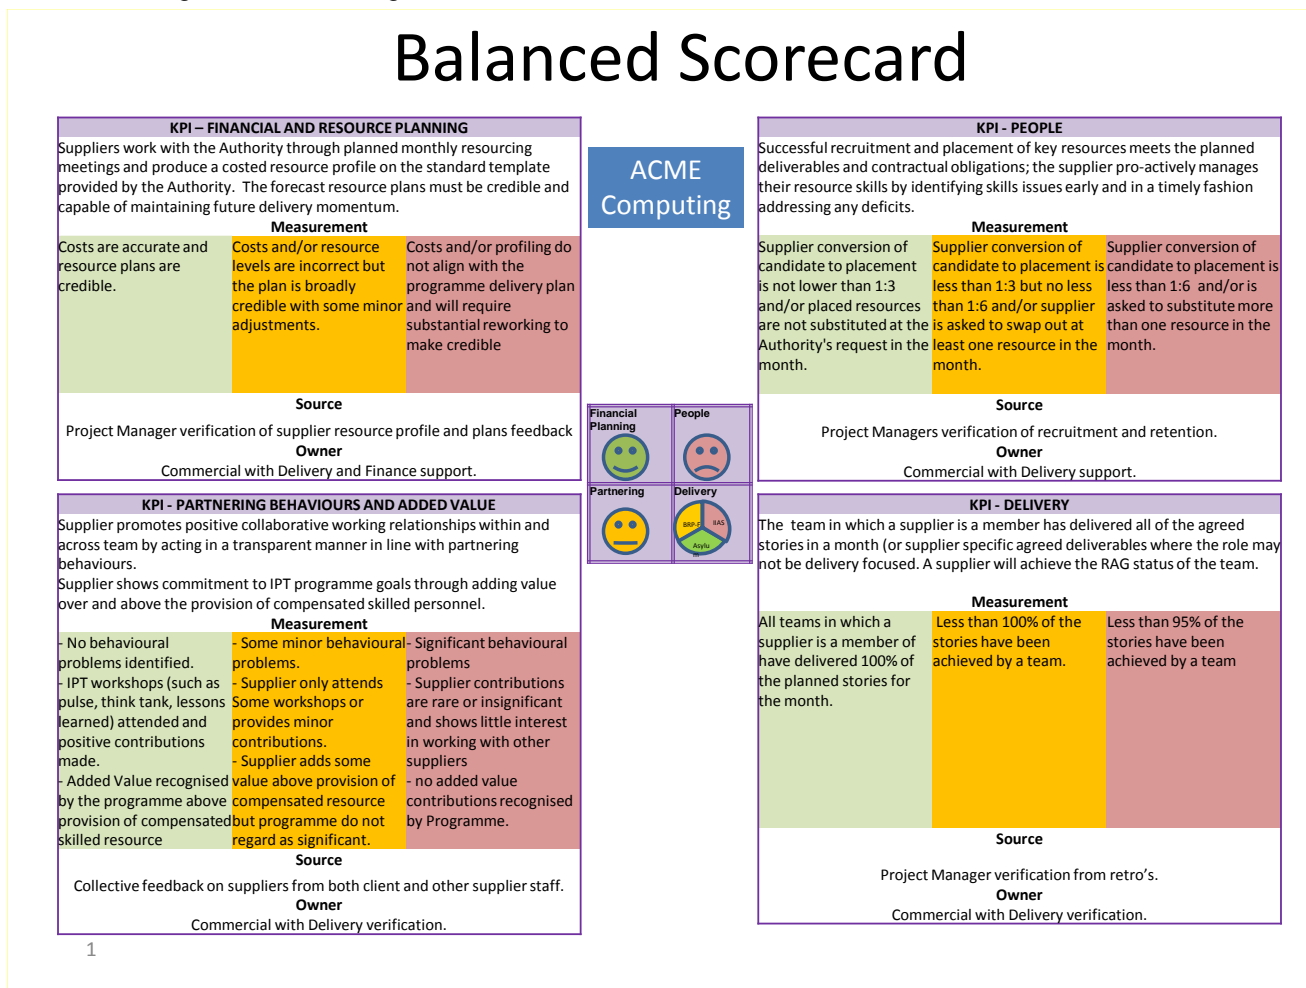 Balanced Scorecard
KPI – FINANCIAL AND RESOURCE PLANNING
Suppliers work with the Authority through planned monthly resourcing
meetings and produce a costed resource profile on the standard template
provided by the Authority. The forecast resource plans must be credible and
capable of maintaining future delivery momentum.
Measurement
Costs are accurate and
resource plans are
credible.
Costs and/or resource
levels are incorrect but
the plan is broadly
credible with some minor
adjustments.
Costs and/or profiling do
not align with the
programme delivery plan
and will require
substantial reworking to
make credible
Source
Project Manager verification of supplier resource profile and plans feedback
Owner
Commercial with Delivery and Finance support.
ACME
Computing
KPI - PEOPLE
Successful recruitment and placement of key resources meets the planned
deliverables and contractual obligations; the supplier pro-actively manages
their resource skills by identifying skills issues early and in a timely fashion
addressing any deficits.
Measurement
Supplier conversion of
candidate to placement
is not lower than 1:3
and/or placed resources
are not substituted at the
Authority's request in the
month.
Supplier conversion of
candidate to placement is
less than 1:3 but no less
than 1:6 and/or supplier
is asked to swap out at
least one resource in the
month.
Supplier conversion of
candidate to placement is
less than 1:6 and/or is
asked to substitute more
than one resource in the
month.
Source
Project Managers verification of recruitment and retention.
Owner
Commercial with Delivery support.
Financial
Planning
People
Partnering
Delivery
BRP-F
IIAS
Asylu
KPI - PARTNERING BEHAVIOURS AND ADDED VALUE
Supplier promotes positive collaborative working relationships within and
across team by acting in a transparent manner in line with partnering
behaviours.
Supplier shows commitment to IPT programme goals through adding value
over and above the provision of compensated skilled personnel.
Measurement
- No behavioural
problems identified.
- IPT workshops (such as
pulse, think tank, lessons
learned) attended and
positive contributions
made.
- Added Value recognised
by the programme above
provision of compensated
skilled resource
- Some minor behavioural
problems.
- Supplier only attends
Some workshops or
provides minor
contributions.
- Supplier adds some
value above provision of
compensated resource
but programme do not
regard as significant.
- Significant behavioural
problems
- Supplier contributions
are rare or insignificant
and shows little interest
in working with other
suppliers
- no added value
contributions recognised
by Programme.
Source
Collective feedback on suppliers from both client and other supplier staff.
Owner
Commercial with Delivery verification.
KPI - DELIVERY
The team in which a supplier is a member has delivered all of the agreed
stories in a month (or supplier specific agreed deliverables where the role may
not be delivery focused. A supplier will achieve the RAG status of the team.
Measurement
All teams in which a
supplier is a member of
have delivered 100% of
the planned stories for
the month.
Less than 100% of the
stories have been
achieved by a team.
Less than 95% of the
stories have been
achieved by a team
Source
Project Manager verification from retro's.
Owner
Commercial with Delivery verification.
1